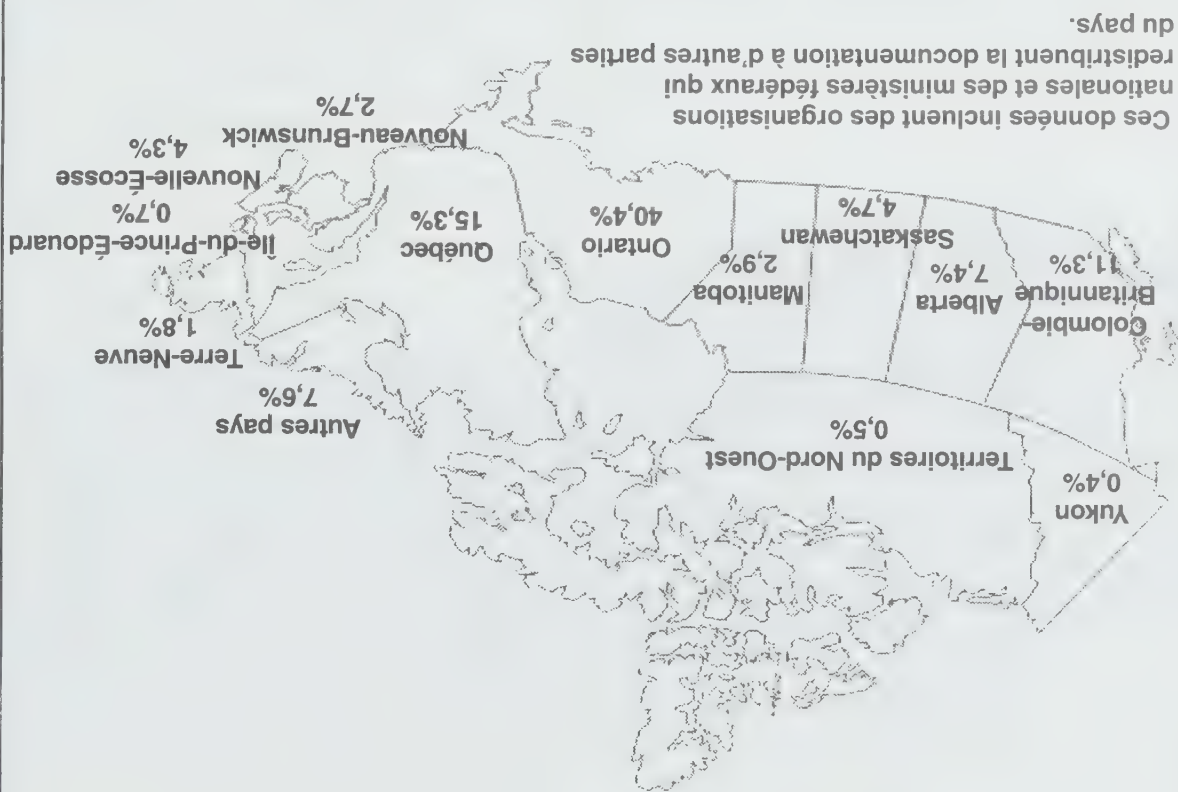 Yukon
0,4%
Territoires du Nord-Ouest
0,5%
Autres pays
7,6%
Terre-Neuve
1,8%
Île-du-Prince-Édouard
0,7%
Nouvelle-Écosse
4,3%
Nouveau-Brunswick
2,7%
Colombie-
Britannique
11,3%
Alberta
7,4%
Saskatchewan
4,7%
Manitoba
2,9%
Ontario
40,4%
Québec
15,3%
Ces données incluent des organisations
nationales et des ministères fédéraux qui
redistribuent la documentation à d'autres parties
du pays.